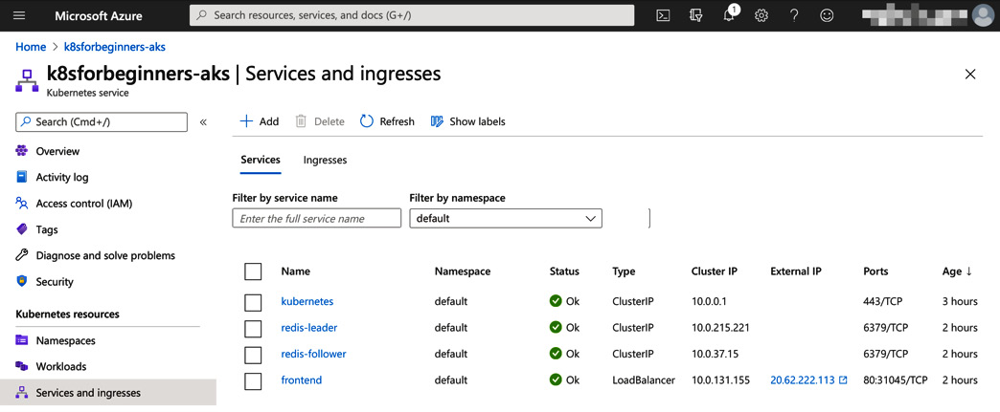 Microsoft Azure
Search resources, services, and docs (G+/)
1
Home > k8sforbeginners-aks
k8sforbeginners-aks | Services and ingresses
Kubernetes service
Search (Cmd+/)
«
Add
Delete
Refresh
Show labels
Overview
Activity log
Access control (IAM)
Tags
Diagnose and solve problems
Security
Kubernetes resources
Namespaces
Workloads
Services and ingresses
Services
Ingresses
Filter by service name
Filter by namespace
Enter the full service name
default
Name Namespace Status Type Cluster IP External IP Ports Age ↓
kubernetes default Ok ClusterIP 10.0.0.1 443/TCP 3 hours
redis-leader default Ok ClusterIP 10.0.215.221 6379/TCP 2 hours
redis-follower default Ok ClusterIP 10.0.37.15 6379/TCP 2 hours
frontend default Ok LoadBalancer 10.0.131.155 20.62.222.113 80:31045/TCP 2 hours